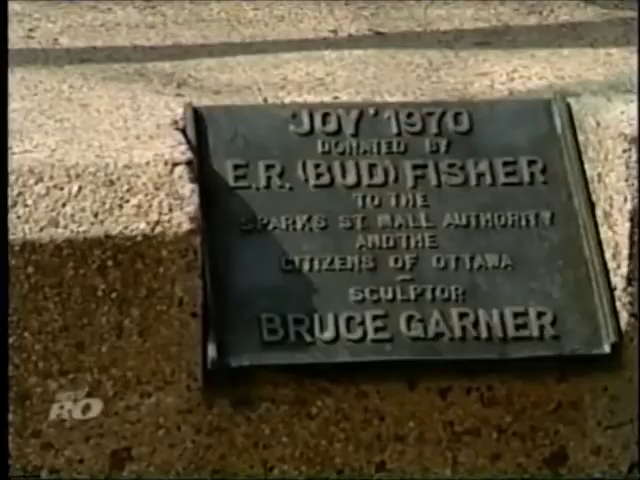 'JOY' 1970
DONATED BY
E.R. (BUD) FISHER
TO THE
SPARKS ST. MALL AUTHORITY
AND THE
CITIZENS OF OTTAWA
SCULPTOR
BRUCE GARNER
RO